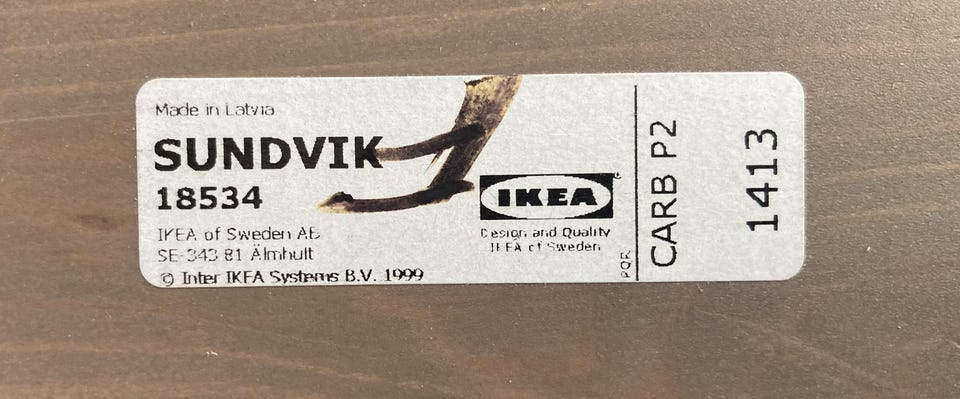 Made in Latvia
SUNDVIK
18534
IKEA of Sweden AB
SE-343 81 Älmhult
© Inter IKEA Systems B.V. 1999
IKEA
Design and Quality
IKEA of Sweden
PQR
CARB P2
1413